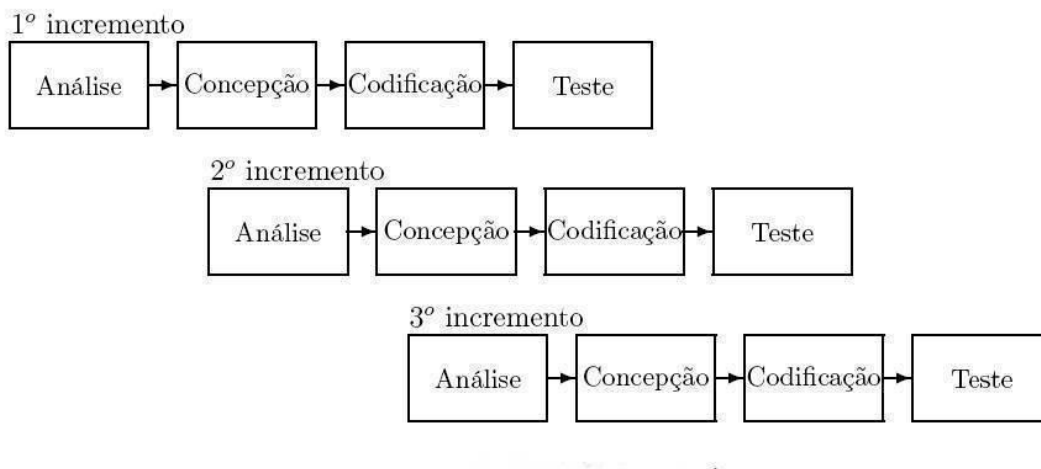 1º incremento
Análise Concepção Codificação Teste
2º incremento
Análise Concepção Codificação Teste
3º incremento
Análise Concepção Codificação Teste